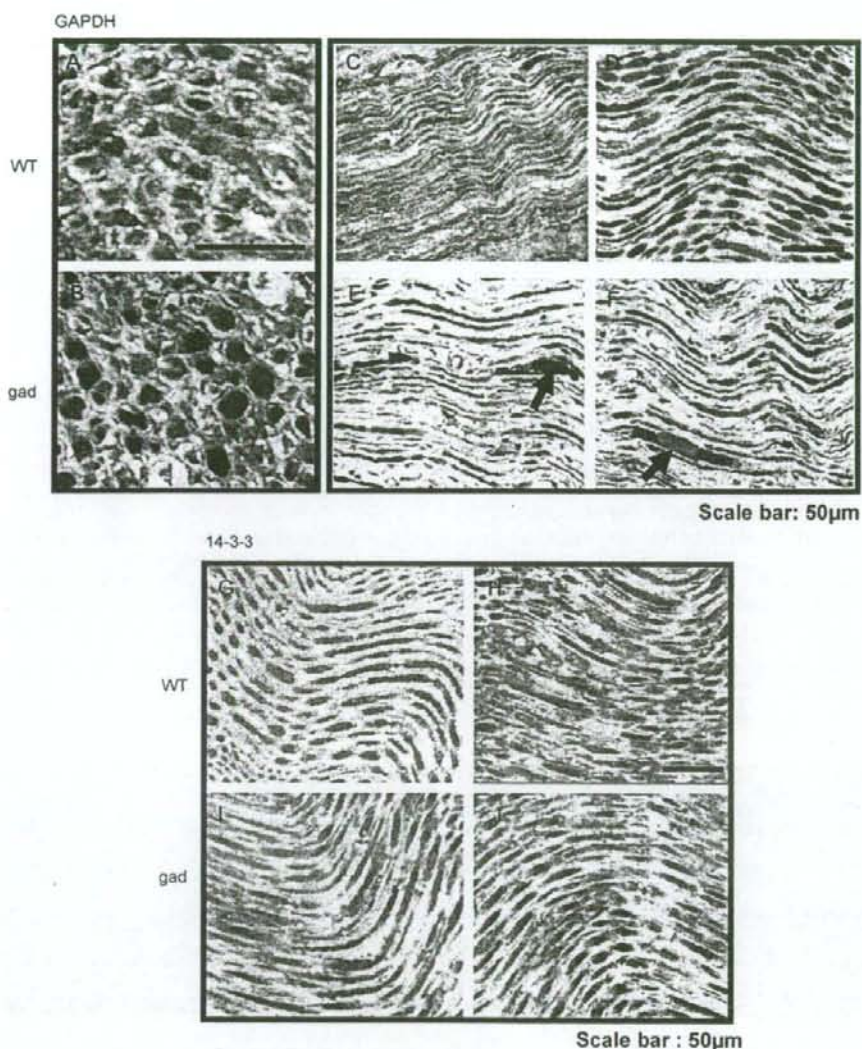 GAPDH
A
C
D
WT
B
E
F
gad
Scale bar: 50µm
14-3-3
G
H
WT
I
J
gad
Scale bar : 50µm